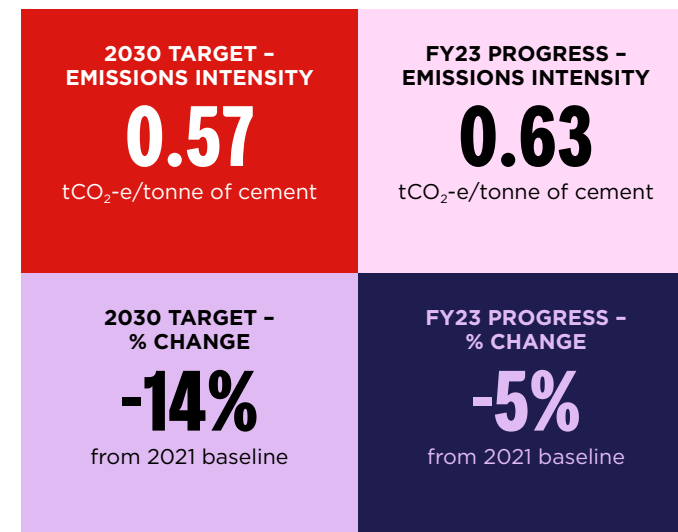 2030 TARGET –
EMISSIONS INTENSITY
0.57
tCO₂-e/tonne of cement
FY23 PROGRESS –
EMISSIONS INTENSITY
0.63
tCO₂-e/tonne of cement
2030 TARGET –
% CHANGE
-14%
from 2021 baseline
FY23 PROGRESS –
% CHANGE
-5%
from 2021 baseline